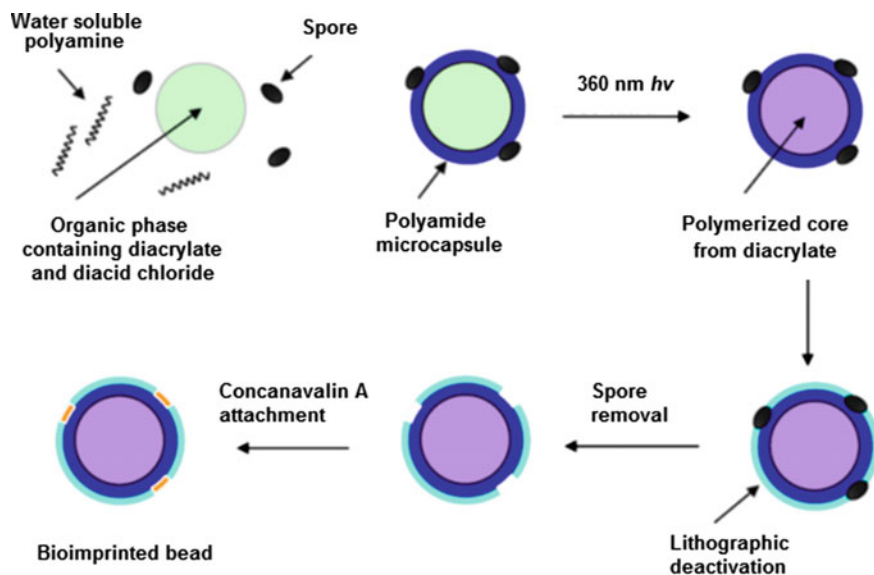 Water soluble
polyamine
Spore
360 nm hv
Organic phase
containing diacrylate
and diacid chloride
Polyamide
microcapsule
Polymerized core
from diacrylate
Concanavalin A
attachment
Spore
removal
Bioimprinted bead
Lithographic
deactivation